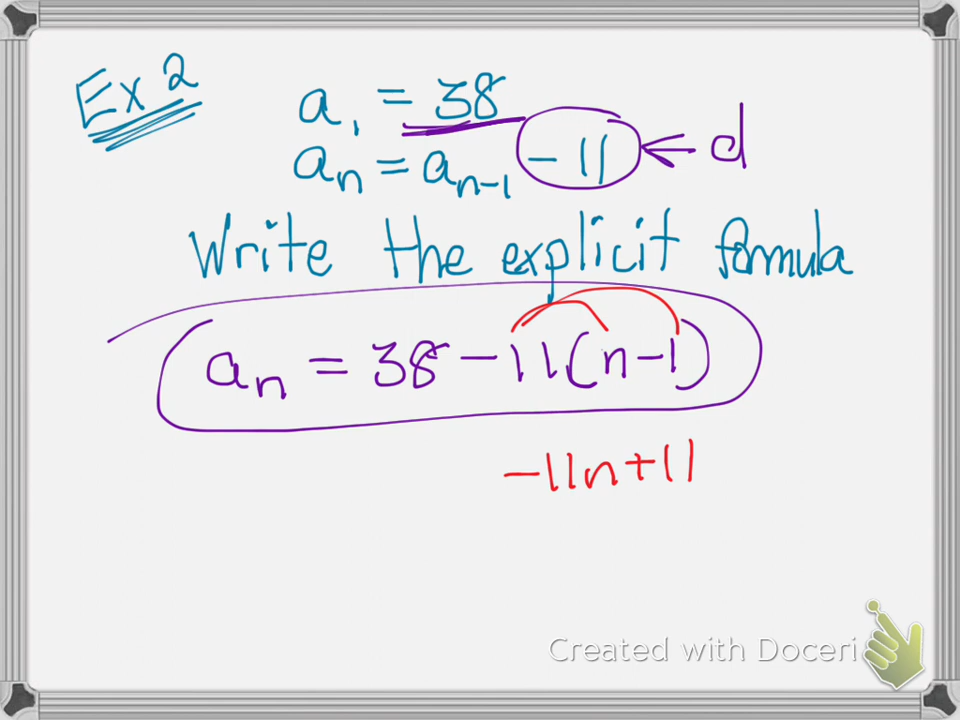 Ex 2
a₁ = 38
aₙ = aₙ₋₁ − 11 ← d
Write the explicit formula
aₙ = 38 − 11(n − 1)
−11n + 11
Created with Doceri